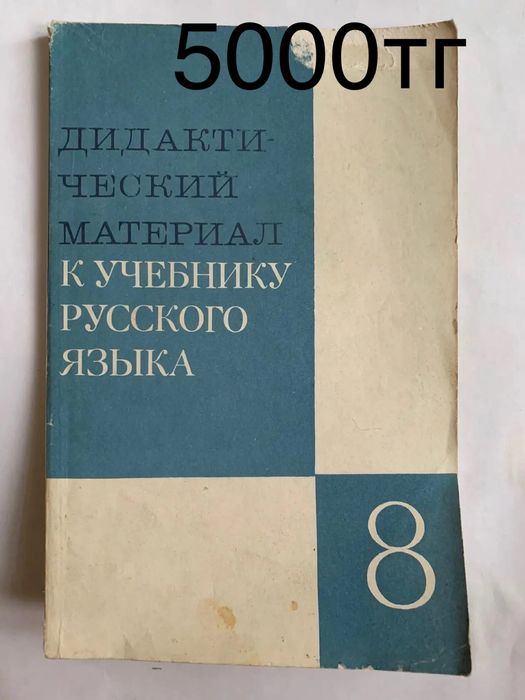 5000тг
ДИДАКТИ-
ЧЕСКИЙ
МАТЕРИАЛ
К УЧЕБНИКУ
РУССКОГО
ЯЗЫКА
8